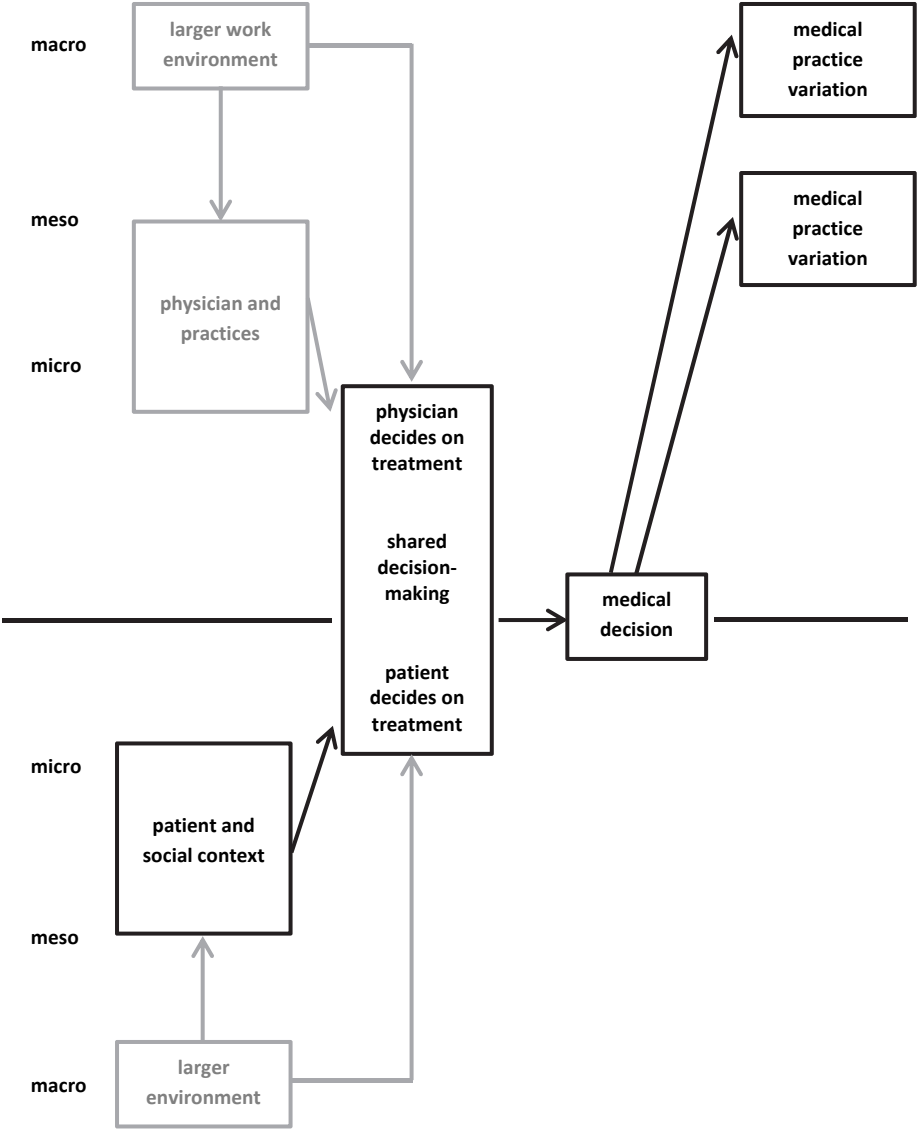 macro
larger work
environment
medical
practice
variation
meso
medical
practice
variation
physician and
practices
micro
physician
decides on
treatment
shared
decision-
making
medical
decision
patient
decides on
treatment
micro
patient and
social context
meso
macro
larger
environment